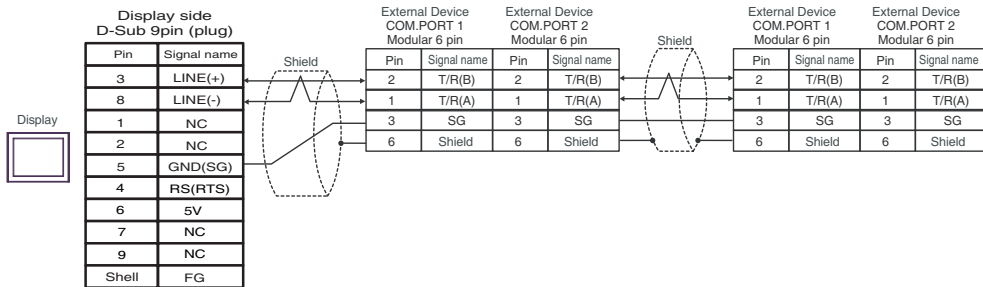 Display
Display side
D-Sub 9pin (plug)
Pin Signal name
3 LINE(+)
8 LINE(-)
1 NC
2 NC
5 GND(SG)
4 RS(RTS)
6 5V
7 NC
9 NC
Shell FG
Shield
External Device
COM.PORT 1
Modular 6 pin
External Device
COM.PORT 2
Modular 6 pin
Pin Signal name Pin Signal name
2 T/R(B) 2 T/R(B)
1 T/R(A) 1 T/R(A)
3 SG 3 SG
6 Shield 6 Shield
Shield
External Device
COM.PORT 1
Modular 6 pin
External Device
COM.PORT 2
Modular 6 pin
Pin Signal name Pin Signal name
2 T/R(B) 2 T/R(B)
1 T/R(A) 1 T/R(A)
3 SG 3 SG
6 Shield 6 Shield